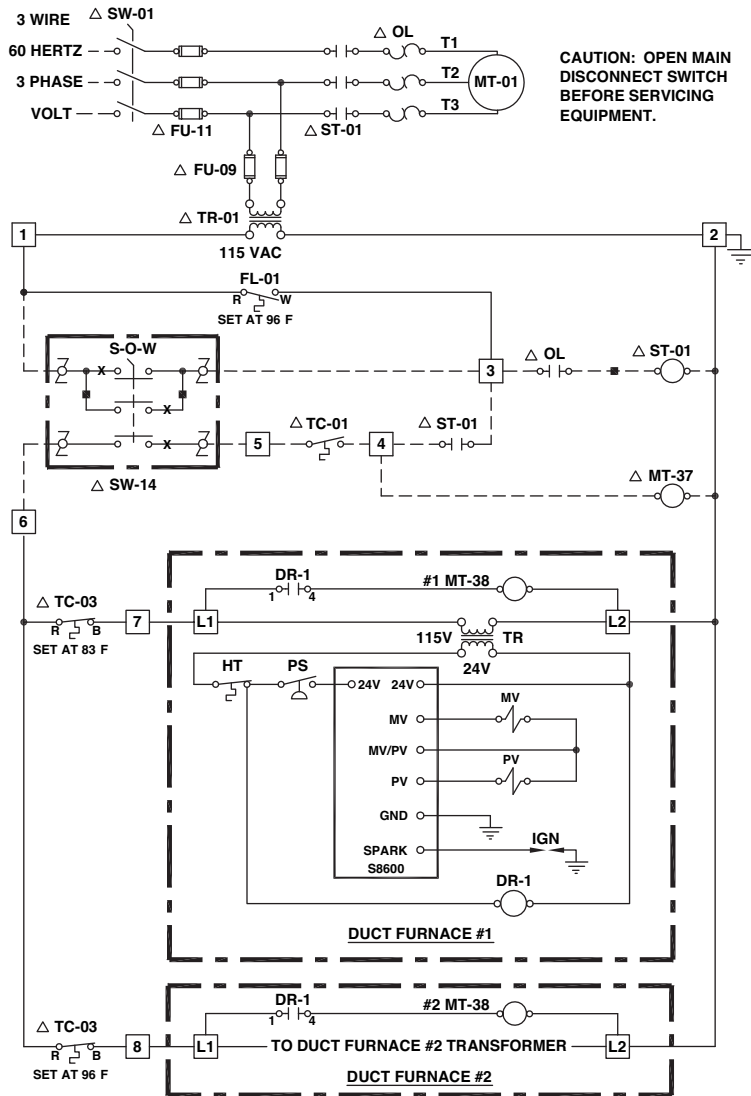 3 WIRE
△ SW-01
60 HERTZ
△ OL
T1
3 PHASE
T2
MT-01
VOLT
T3
△ FU-11
△ ST-01
CAUTION: OPEN MAIN
DISCONNECT SWITCH
BEFORE SERVICING
EQUIPMENT.
△ FU-09
△ TR-01
1
2
115 VAC
FL-01
R
W
SET AT 96 F
S-O-W
X
3
△ OL
△ ST-01
X
X
5
△ TC-01
4
△ ST-01
△ SW-14
△ MT-37
6
DR-1
1
4
#1 MT-38
△ TC-03
R
B
7
L1
L2
SET AT 83 F
115V
TR
24V
HT
PS
24V
24V
MV
MV
MV/PV
PV
PV
GND
SPARK
IGN
S8600
DR-1
DUCT FURNACE #1
DR-1
1
4
#2 MT-38
△ TC-03
R
B
8
L1
TO DUCT FURNACE #2 TRANSFORMER
L2
SET AT 96 F
DUCT FURNACE #2